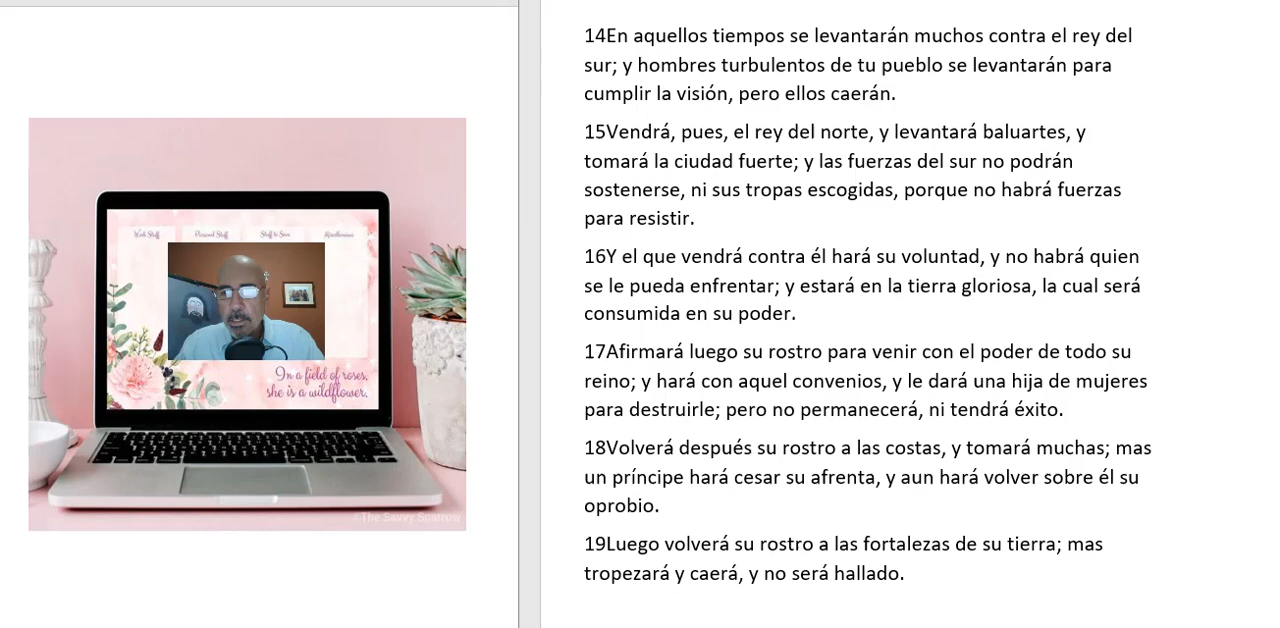 Work Stuff
Personal Stuff
Stuff to Save
Miscellaneous
In a field of roses,
she is a wildflower.
©The Savvy Sparrow
14En aquellos tiempos se levantarán muchos contra el rey del
sur; y hombres turbulentos de tu pueblo se levantarán para
cumplir la visión, pero ellos caerán.
15Vendrá, pues, el rey del norte, y levantará baluartes, y
tomará la ciudad fuerte; y las fuerzas del sur no podrán
sostenerse, ni sus tropas escogidas, porque no habrá fuerzas
para resistir.
16Y el que vendrá contra él hará su voluntad, y no habrá quien
se le pueda enfrentar; y estará en la tierra gloriosa, la cual será
consumida en su poder.
17Afirmará luego su rostro para venir con el poder de todo su
reino; y hará con aquel convenios, y le dará una hija de mujeres
para destruirle; pero no permanecerá, ni tendrá éxito.
18Volverá después su rostro a las costas, y tomará muchas; mas
un príncipe hará cesar su afrenta, y aun hará volver sobre él su
oprobio.
19Luego volverá su rostro a las fortalezas de su tierra; mas
tropezará y caerá, y no será hallado.